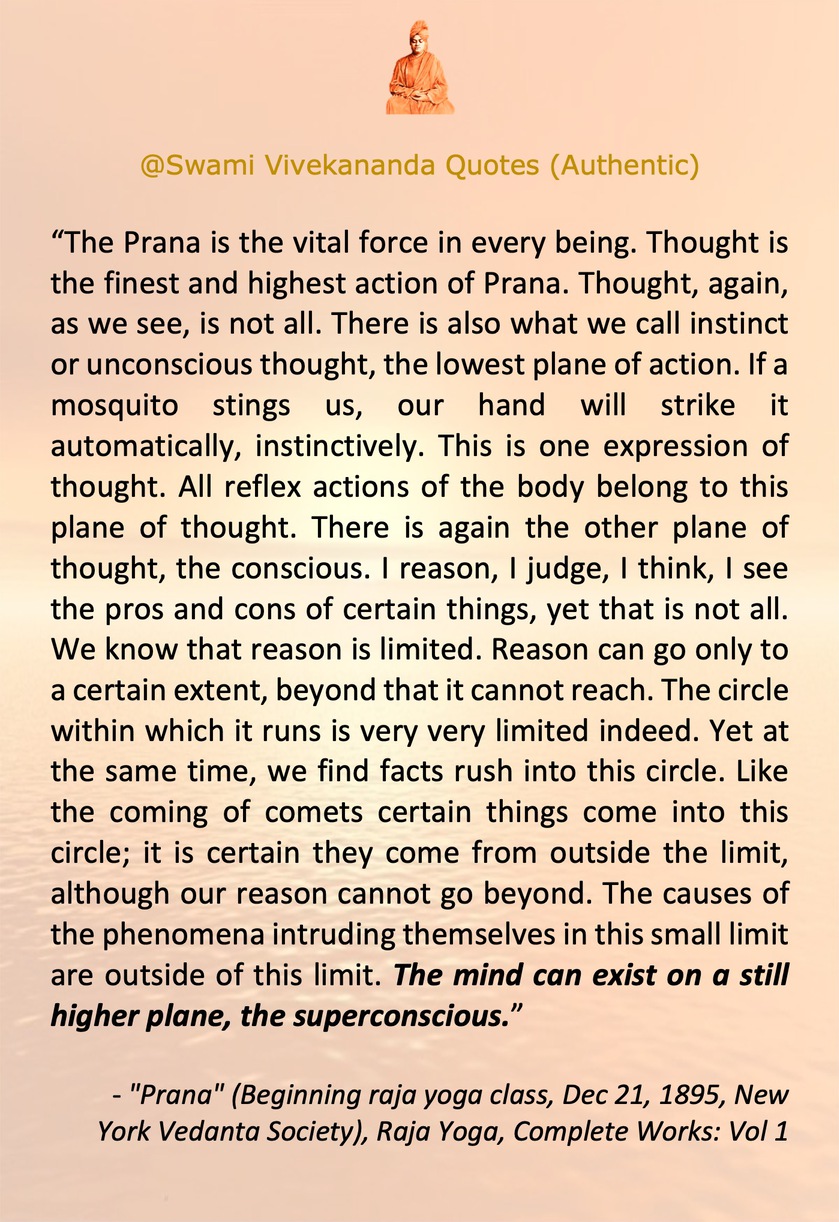 @Swami Vivekananda Quotes (Authentic)
“The Prana is the vital force in every being. Thought is
the finest and highest action of Prana. Thought, again,
as we see, is not all. There is also what we call instinct
or unconscious thought, the lowest plane of action. If a
mosquito stings us, our hand will strike it
automatically, instinctively. This is one expression of
thought. All reflex actions of the body belong to this
plane of thought. There is again the other plane of
thought, the conscious. I reason, I judge, I think, I see
the pros and cons of certain things, yet that is not all.
We know that reason is limited. Reason can go only to
a certain extent, beyond that it cannot reach. The circle
within which it runs is very very limited indeed. Yet at
the same time, we find facts rush into this circle. Like
the coming of comets certain things come into this
circle; it is certain they come from outside the limit,
although our reason cannot go beyond. The causes of
the phenomena intruding themselves in this small limit
are outside of this limit. The mind can exist on a still
higher plane, the superconscious.”
- "Prana" (Beginning raja yoga class, Dec 21, 1895, New
York Vedanta Society), Raja Yoga, Complete Works: Vol 1